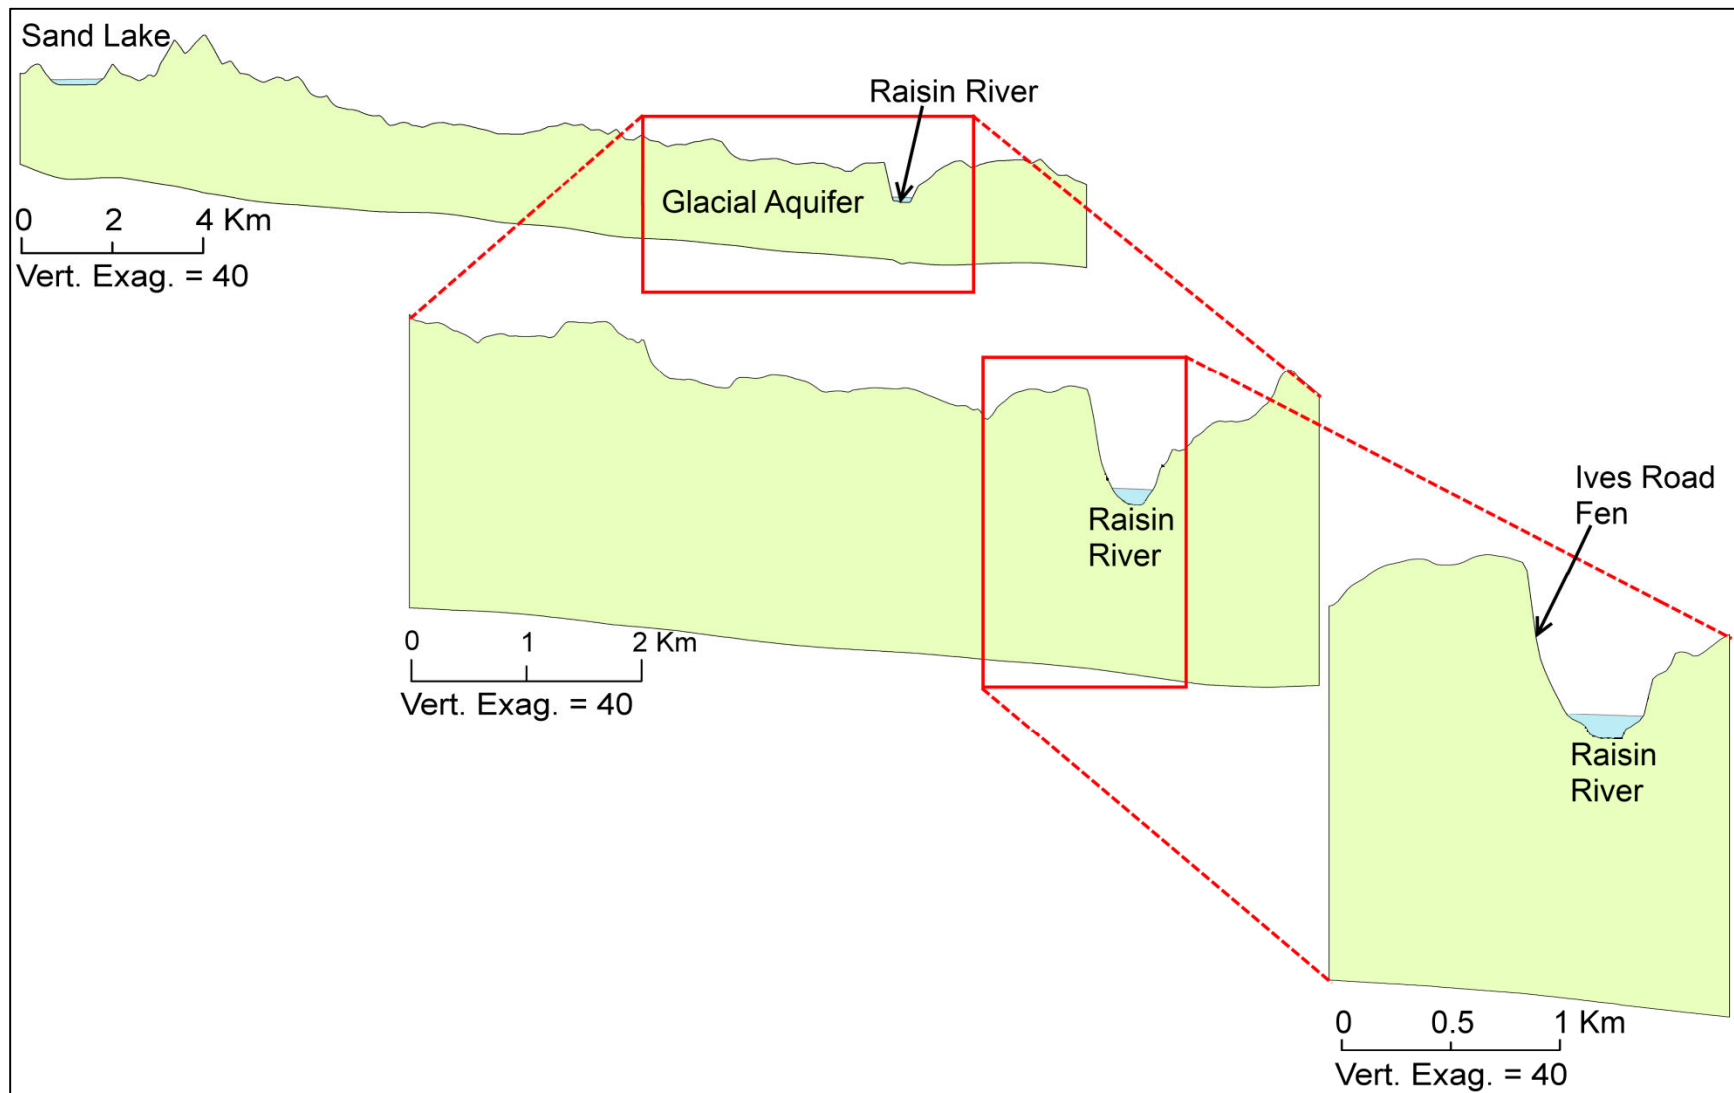 Sand Lake
Raisin River
Glacial Aquifer
0 2 4 Km
Vert. Exag. = 40
Raisin
River
0 1 2 Km
Vert. Exag. = 40
Ives Road
Fen
Raisin
River
0 0.5 1 Km
Vert. Exag. = 40